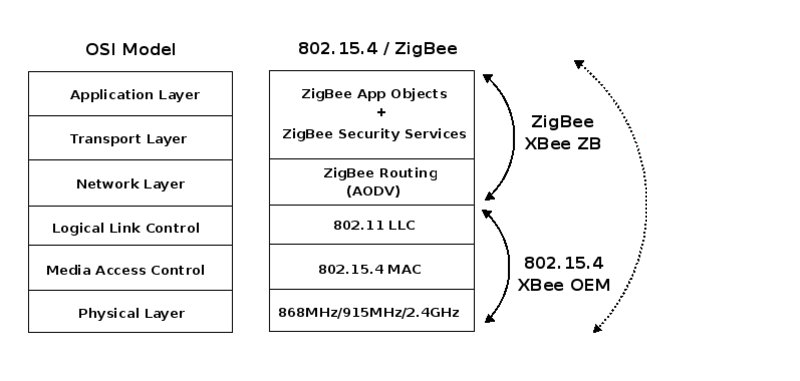 OSI Model
Application Layer
Transport Layer
Network Layer
Logical Link Control
Media Access Control
Physical Layer
802.15.4 / ZigBee
ZigBee App Objects
+
ZigBee Security Services
ZigBee Routing
(AODV)
802.11 LLC
802.15.4 MAC
868MHz/915MHz/2.4GHz
ZigBee
XBee ZB
802.15.4
XBee OEM